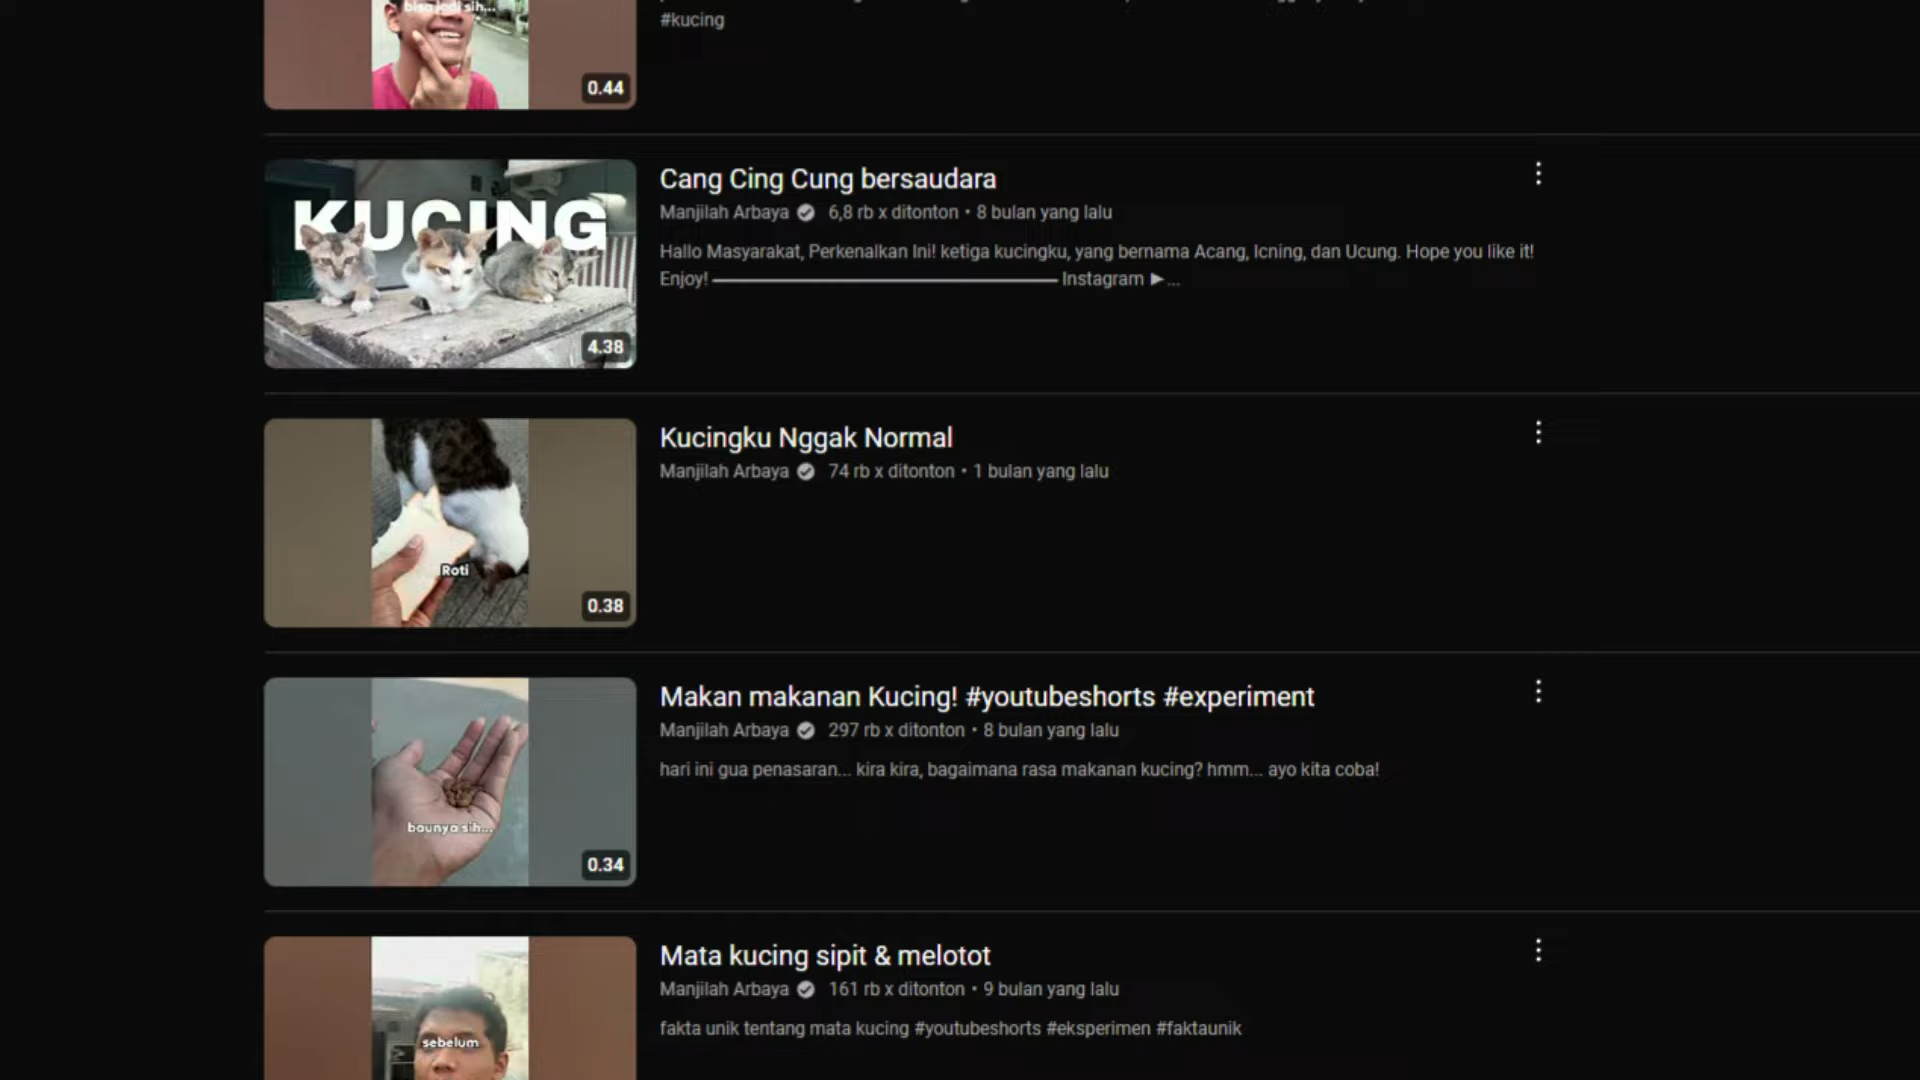 bisa jadi sih...
#kucing
0.44
KUCING
4.38
Cang Cing Cung bersaudara
Manjilah Arbaya 6,8 rb x ditonton • 8 bulan yang lalu
Hallo Masyarakat, Perkenalkan Ini! ketiga kucingku, yang bernama Acang, Icning, dan Ucung. Hope you like it!
Enjoy! ━━━━━━━━━━━━━━━━━━━━━━━ Instagram ►...
Roti
0.38
Kucingku Nggak Normal
Manjilah Arbaya 74 rb x ditonton • 1 bulan yang lalu
baunya sih...
0.34
Makan makanan Kucing! #youtubeshorts #experiment
Manjilah Arbaya 297 rb x ditonton • 8 bulan yang lalu
hari ini gua penasaran... kira kira, bagaimana rasa makanan kucing? hmm... ayo kita coba!
sebelum
Mata kucing sipit & melotot
Manjilah Arbaya 161 rb x ditonton • 9 bulan yang lalu
fakta unik tentang mata kucing #youtubeshorts #eksperimen #faktaunik